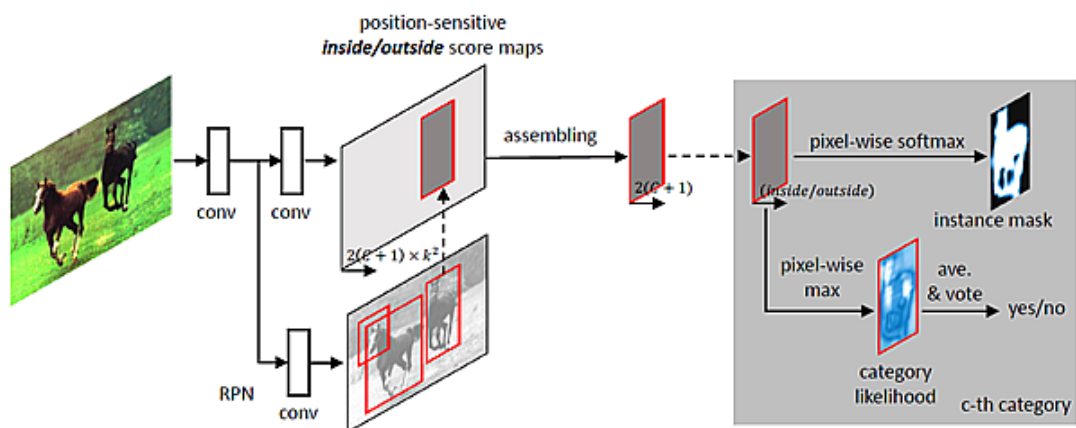 position-sensitive
inside/outside score maps
conv
conv
assembling
2(C + 1)
pixel-wise softmax
(inside/outside)
instance mask
2(C + 1) × k²
pixel-wise
max
ave.
& vote
yes/no
RPN
conv
category
likelihood
c-th category